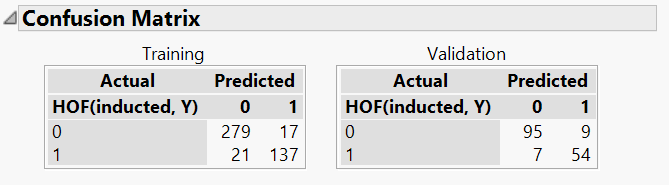 Confusion Matrix
Training Validation
Actual Predicted Actual Predicted
HOF(inducted, Y) 0 1 HOF(inducted, Y) 0 1
0 279 17 0 95 9
1 21 137 1 7 54